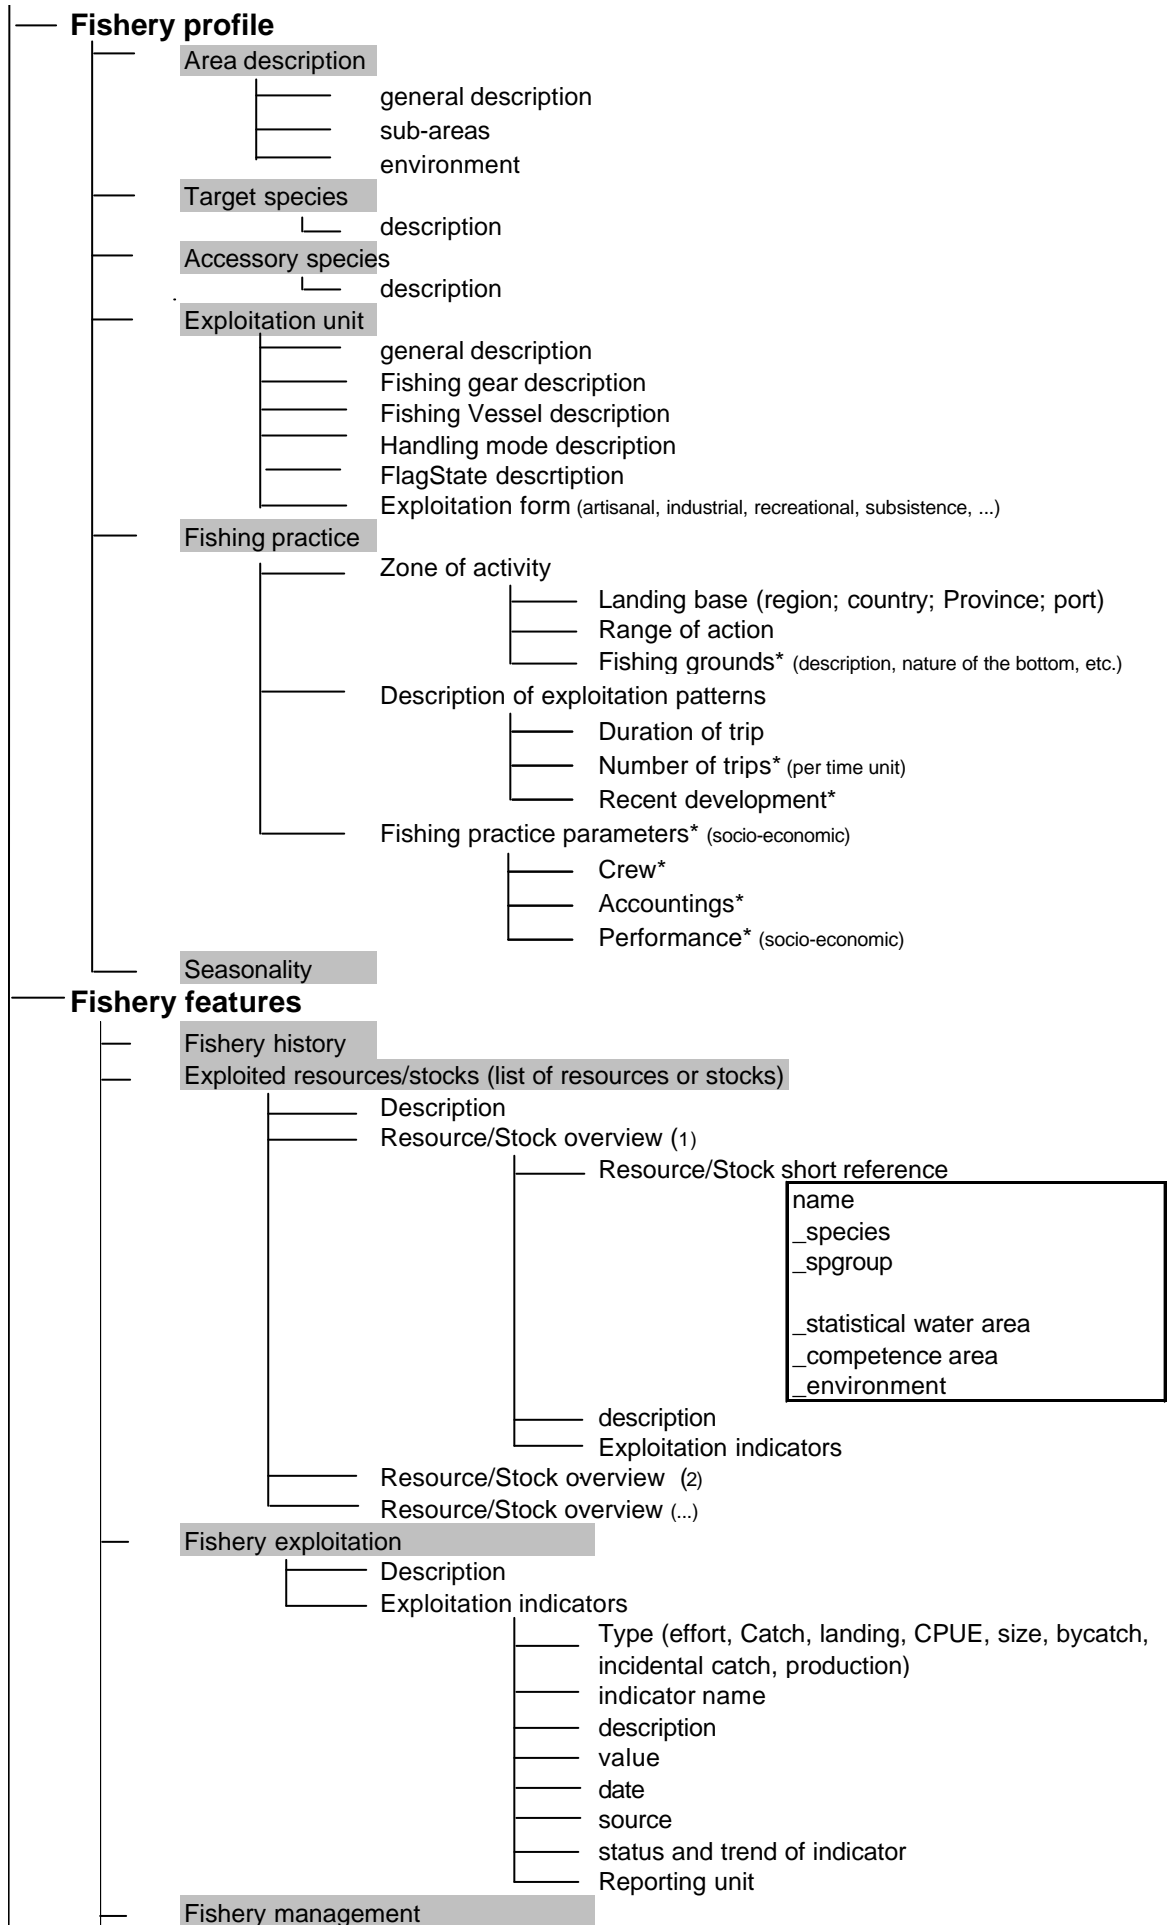 Fishery profile
Area description
general description
sub-areas
environment
Target species
description
Accessory species
description
Exploitation unit
general description
Fishing gear description
Fishing Vessel description
Handling mode description
FlagState descrtiption
Exploitation form (artisanal, industrial, recreational, subsistence, ...)
Fishing practice
Zone of activity
Landing base (region; country; Province; port)
Range of action
Fishing grounds* (description, nature of the bottom, etc.)
Description of exploitation patterns
Duration of trip
Number of trips* (per time unit)
Recent development*
Fishing practice parameters* (socio-economic)
Crew*
Accountings*
Performance* (socio-economic)
Seasonality
Fishery features
Fishery history
Exploited resources/stocks (list of resources or stocks)
Description
Resource/Stock overview (1)
Resource/Stock short reference
name
_species
_spgroup
_statistical water area
_competence area
_environment
description
Exploitation indicators
Resource/Stock overview (2)
Resource/Stock overview (...)
Fishery exploitation
Description
Exploitation indicators
Type (effort, Catch, landing, CPUE, size, bycatch,
incidental catch, production)
indicator name
description
value
date
source
status and trend of indicator
Reporting unit
Fishery management